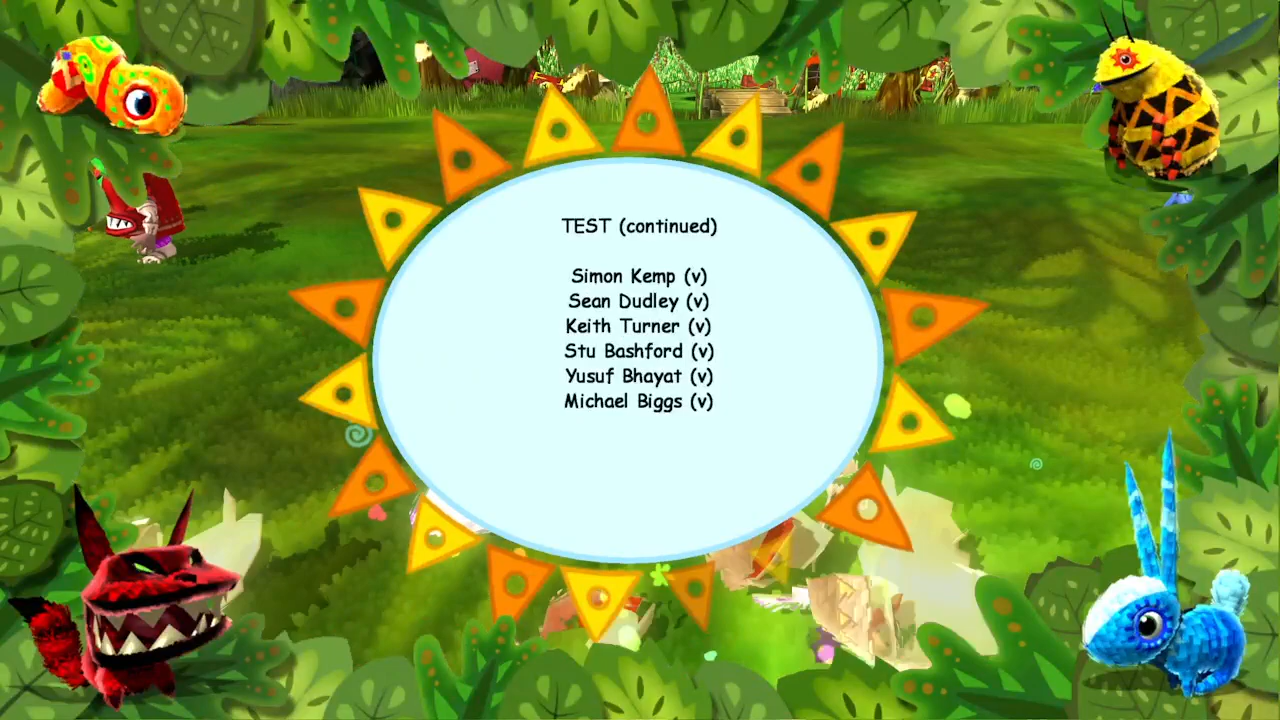 TEST (continued)
Simon Kemp (v)
Sean Dudley (v)
Keith Turner (v)
Stu Bashford (v)
Yusuf Bhayat (v)
Michael Biggs (v)